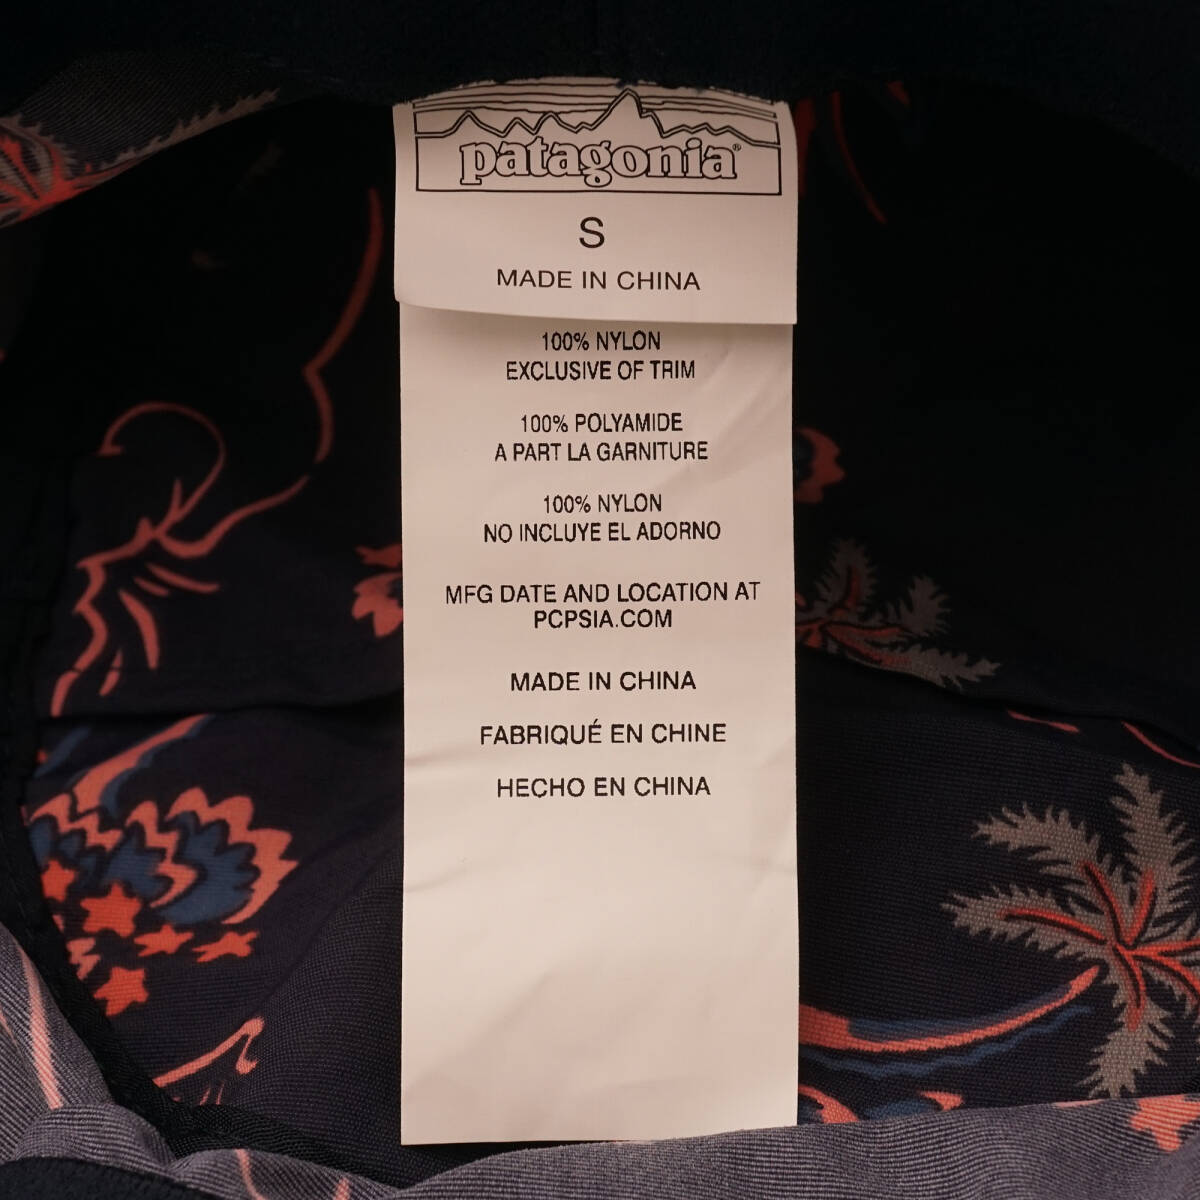 patagonia®
S
MADE IN CHINA
100% NYLON
EXCLUSIVE OF TRIM
100% POLYAMIDE
A PART LA GARNITURE
100% NYLON
NO INCLUYE EL ADORNO
MFG DATE AND LOCATION AT
PCPSIA.COM
MADE IN CHINA
FABRIQUÉ EN CHINE
HECHO EN CHINA